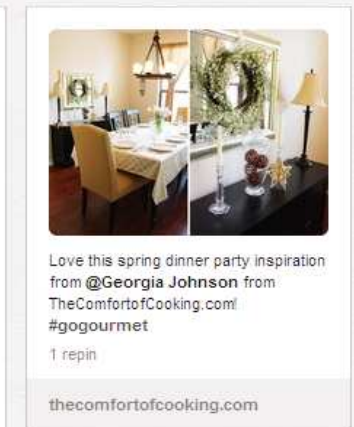 Love this spring dinner party inspiration
from @Georgia Johnson from
TheComfortofCooking.com!
#gogourmet
1 repin
thecomfortofcooking.com